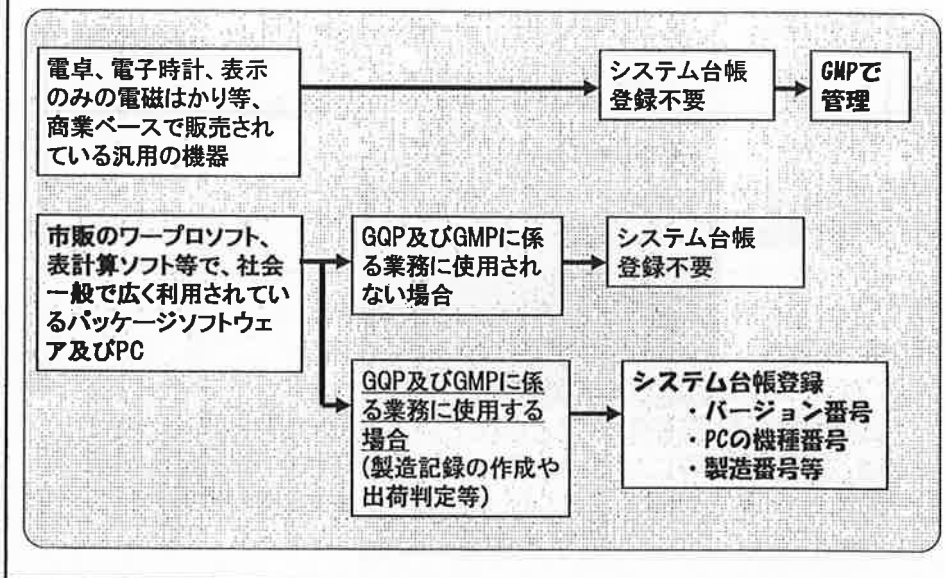 電卓、電子時計、表示
のみの電磁はかり等、
商業ベースで販売され
ている汎用の機器
システム台帳
登録不要
GMPで
管理
市販のワープロソフト、
表計算ソフト等で、社会
一般で広く利用されてい
るパッケージソフトウェ
ア及びPC
GQP及びGMPに係
る業務に使用され
ない場合
システム台帳
登録不要
GQP及びGMPに係
る業務に使用する
場合
(製造記録の作成や
出荷判定等)
システム台帳登録
・バージョン番号
・PCの機種番号
・製造番号等